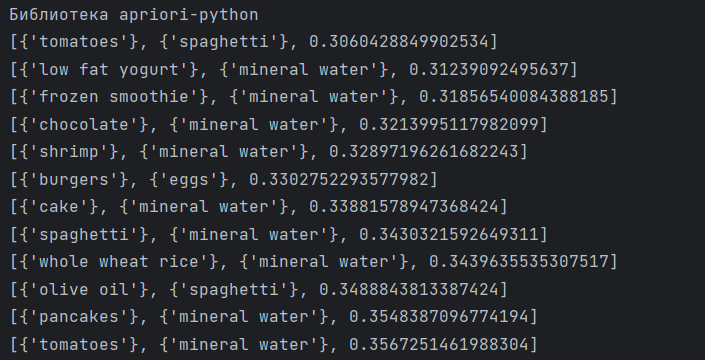 Библиотека apriori-python
[{'tomatoes'}, {'spaghetti'}, 0.3060428849902534]
[{'low fat yogurt'}, {'mineral water'}, 0.31239092495637]
[{'frozen smoothie'}, {'mineral water'}, 0.31856540084388185]
[{'chocolate'}, {'mineral water'}, 0.3213995117982099]
[{'shrimp'}, {'mineral water'}, 0.32897196261682243]
[{'burgers'}, {'eggs'}, 0.3302752293577982]
[{'cake'}, {'mineral water'}, 0.33881578947368424]
[{'spaghetti'}, {'mineral water'}, 0.3430321592649311]
[{'whole wheat rice'}, {'mineral water'}, 0.3439635535307517]
[{'olive oil'}, {'spaghetti'}, 0.3488843813387424]
[{'pancakes'}, {'mineral water'}, 0.3548387096774194]
[{'tomatoes'}, {'mineral water'}, 0.3567251461988304]